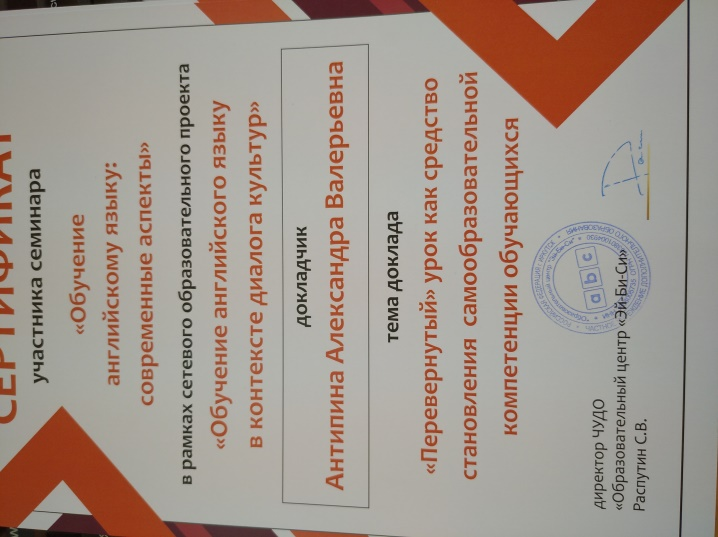 СЕРТИФИКАТ
участника семинара
«Обучение
английскому языку:
современные аспекты»
в рамках сетевого образовательного проекта
«Обучение английского языку
в контексте диалога культур»
докладчик
Антипина Александра Валерьевна
тема доклада
«Перевернутый» урок как средство
становления самообразовательной
компетенции обучающихся
директор ЧУДО
«Образовательный центр «Эй-Би-Си»
Распутин С.В.
abc